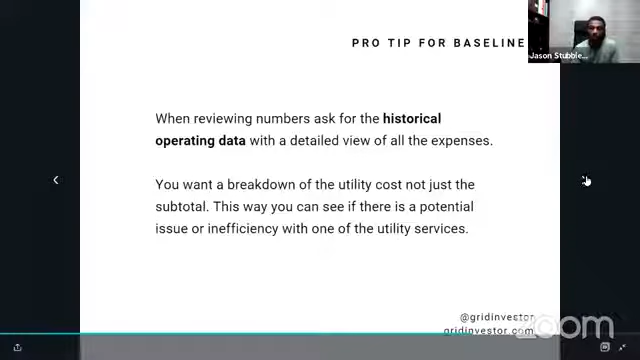 PRO TIP FOR BASELINE
Jason Stubble...
When reviewing numbers ask for the historical
operating data with a detailed view of all the expenses.
You want a breakdown of the utility cost not just the
subtotal. This way you can see if there is a potential
issue or inefficiency with one of the utility services.
@gridinvestor
gridinvestor.com
zoom